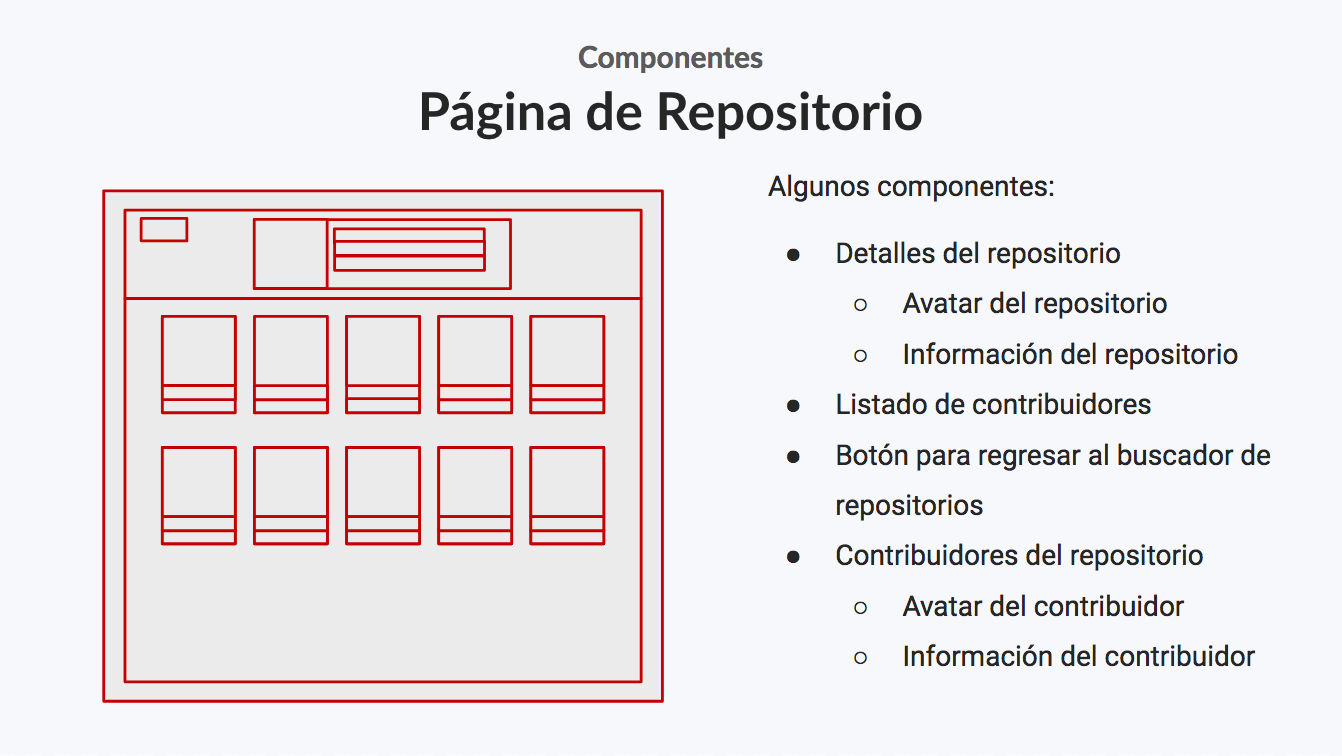 Componentes
Página de Repositorio
Algunos componentes:
● Detalles del repositorio
○ Avatar del repositorio
○ Información del repositorio
● Listado de contribuidores
● Botón para regresar al buscador de
repositorios
● Contribuidores del repositorio
○ Avatar del contribuidor
○ Información del contribuidor